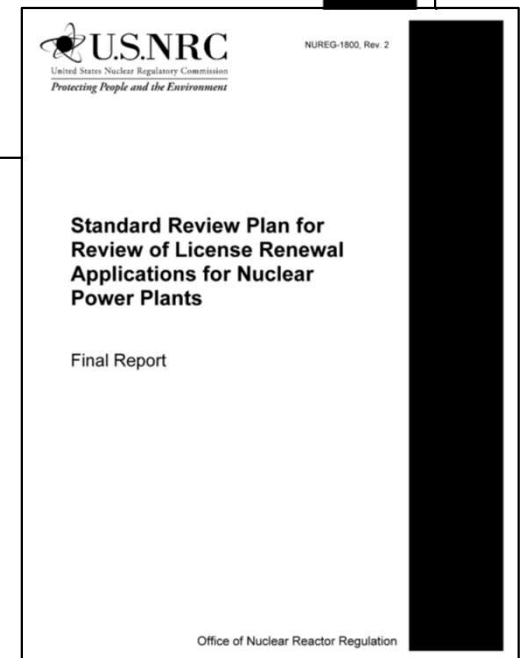 U.S.NRC
NUREG-1800, Rev. 2
United States Nuclear Regulatory Commission
Protecting People and the Environment
Standard Review Plan for
Review of License Renewal
Applications for Nuclear
Power Plants
Final Report
Office of Nuclear Reactor Regulation